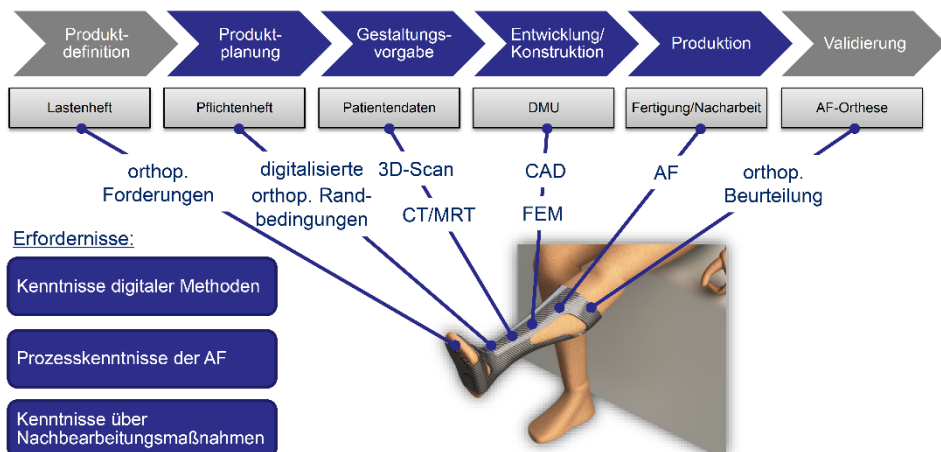 Produkt-
definition
Produkt-
planung
Gestaltungs-
vorgabe
Entwicklung/
Konstruktion
Produktion
Validierung
Lastenheft
Pflichtenheft
Patientendaten
DMU
Fertigung/Nacharbeit
AF-Orthese
orthop.
Forderungen
digitalisierte
orthop. Rand-
bedingungen
3D-Scan
CT/MRT
CAD
FEM
AF
orthop.
Beurteilung
Erfordernisse:
Kenntnisse digitaler Methoden
Prozesskenntnisse der AF
Kenntnisse über
Nachbearbeitungsmaßnahmen